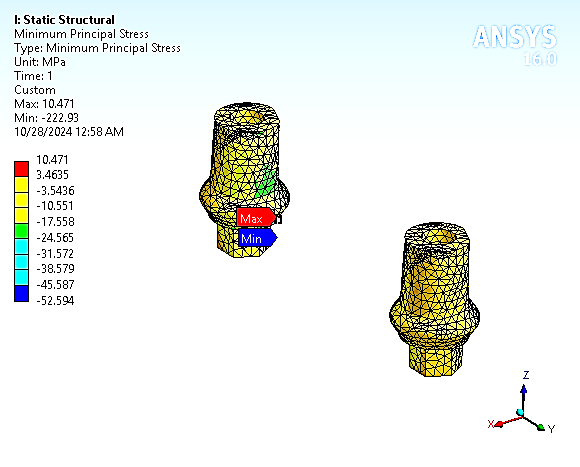 I: Static Structural
Minimum Principal Stress
Type: Minimum Principal Stress
Unit: MPa
Time: 1
Custom
Max: 10.471
Min: -222.93
10/28/2024 12:58 AM
ANSYS
16.0
10.471
3.4635
-3.5436
-10.551
-17.558
-24.565
-31.572
-38.579
-45.587
-52.594
Max
Min
Z
X
Y